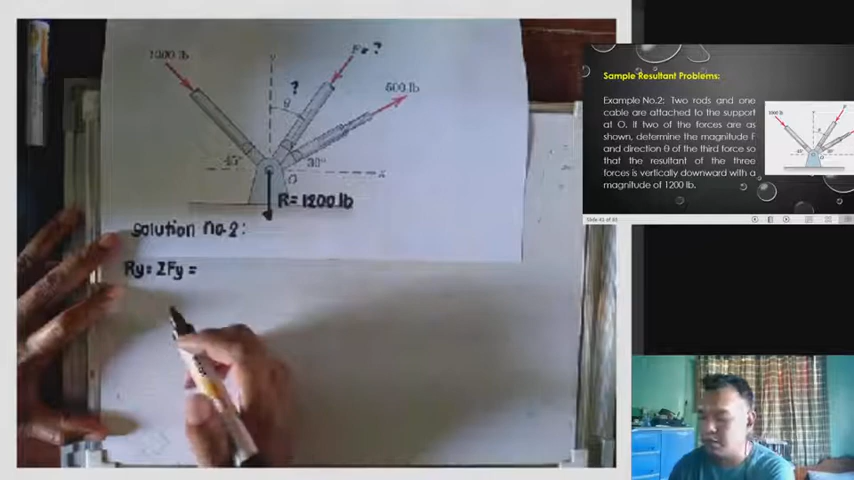 1000 lb
F=?
?
θ
500 lb
45°
30°
x
O
R = 1200 lb
Solution No. 2:
Ry = ΣFy =
Sample Resultant Problems:
Example No.2: Two rods and one
cable are attached to the support
at O. If two of the forces are as
shown, determine the magnitude F
and direction θ of the third force so
that the resultant of the three
forces is vertically downward with a
magnitude of 1200 lb.